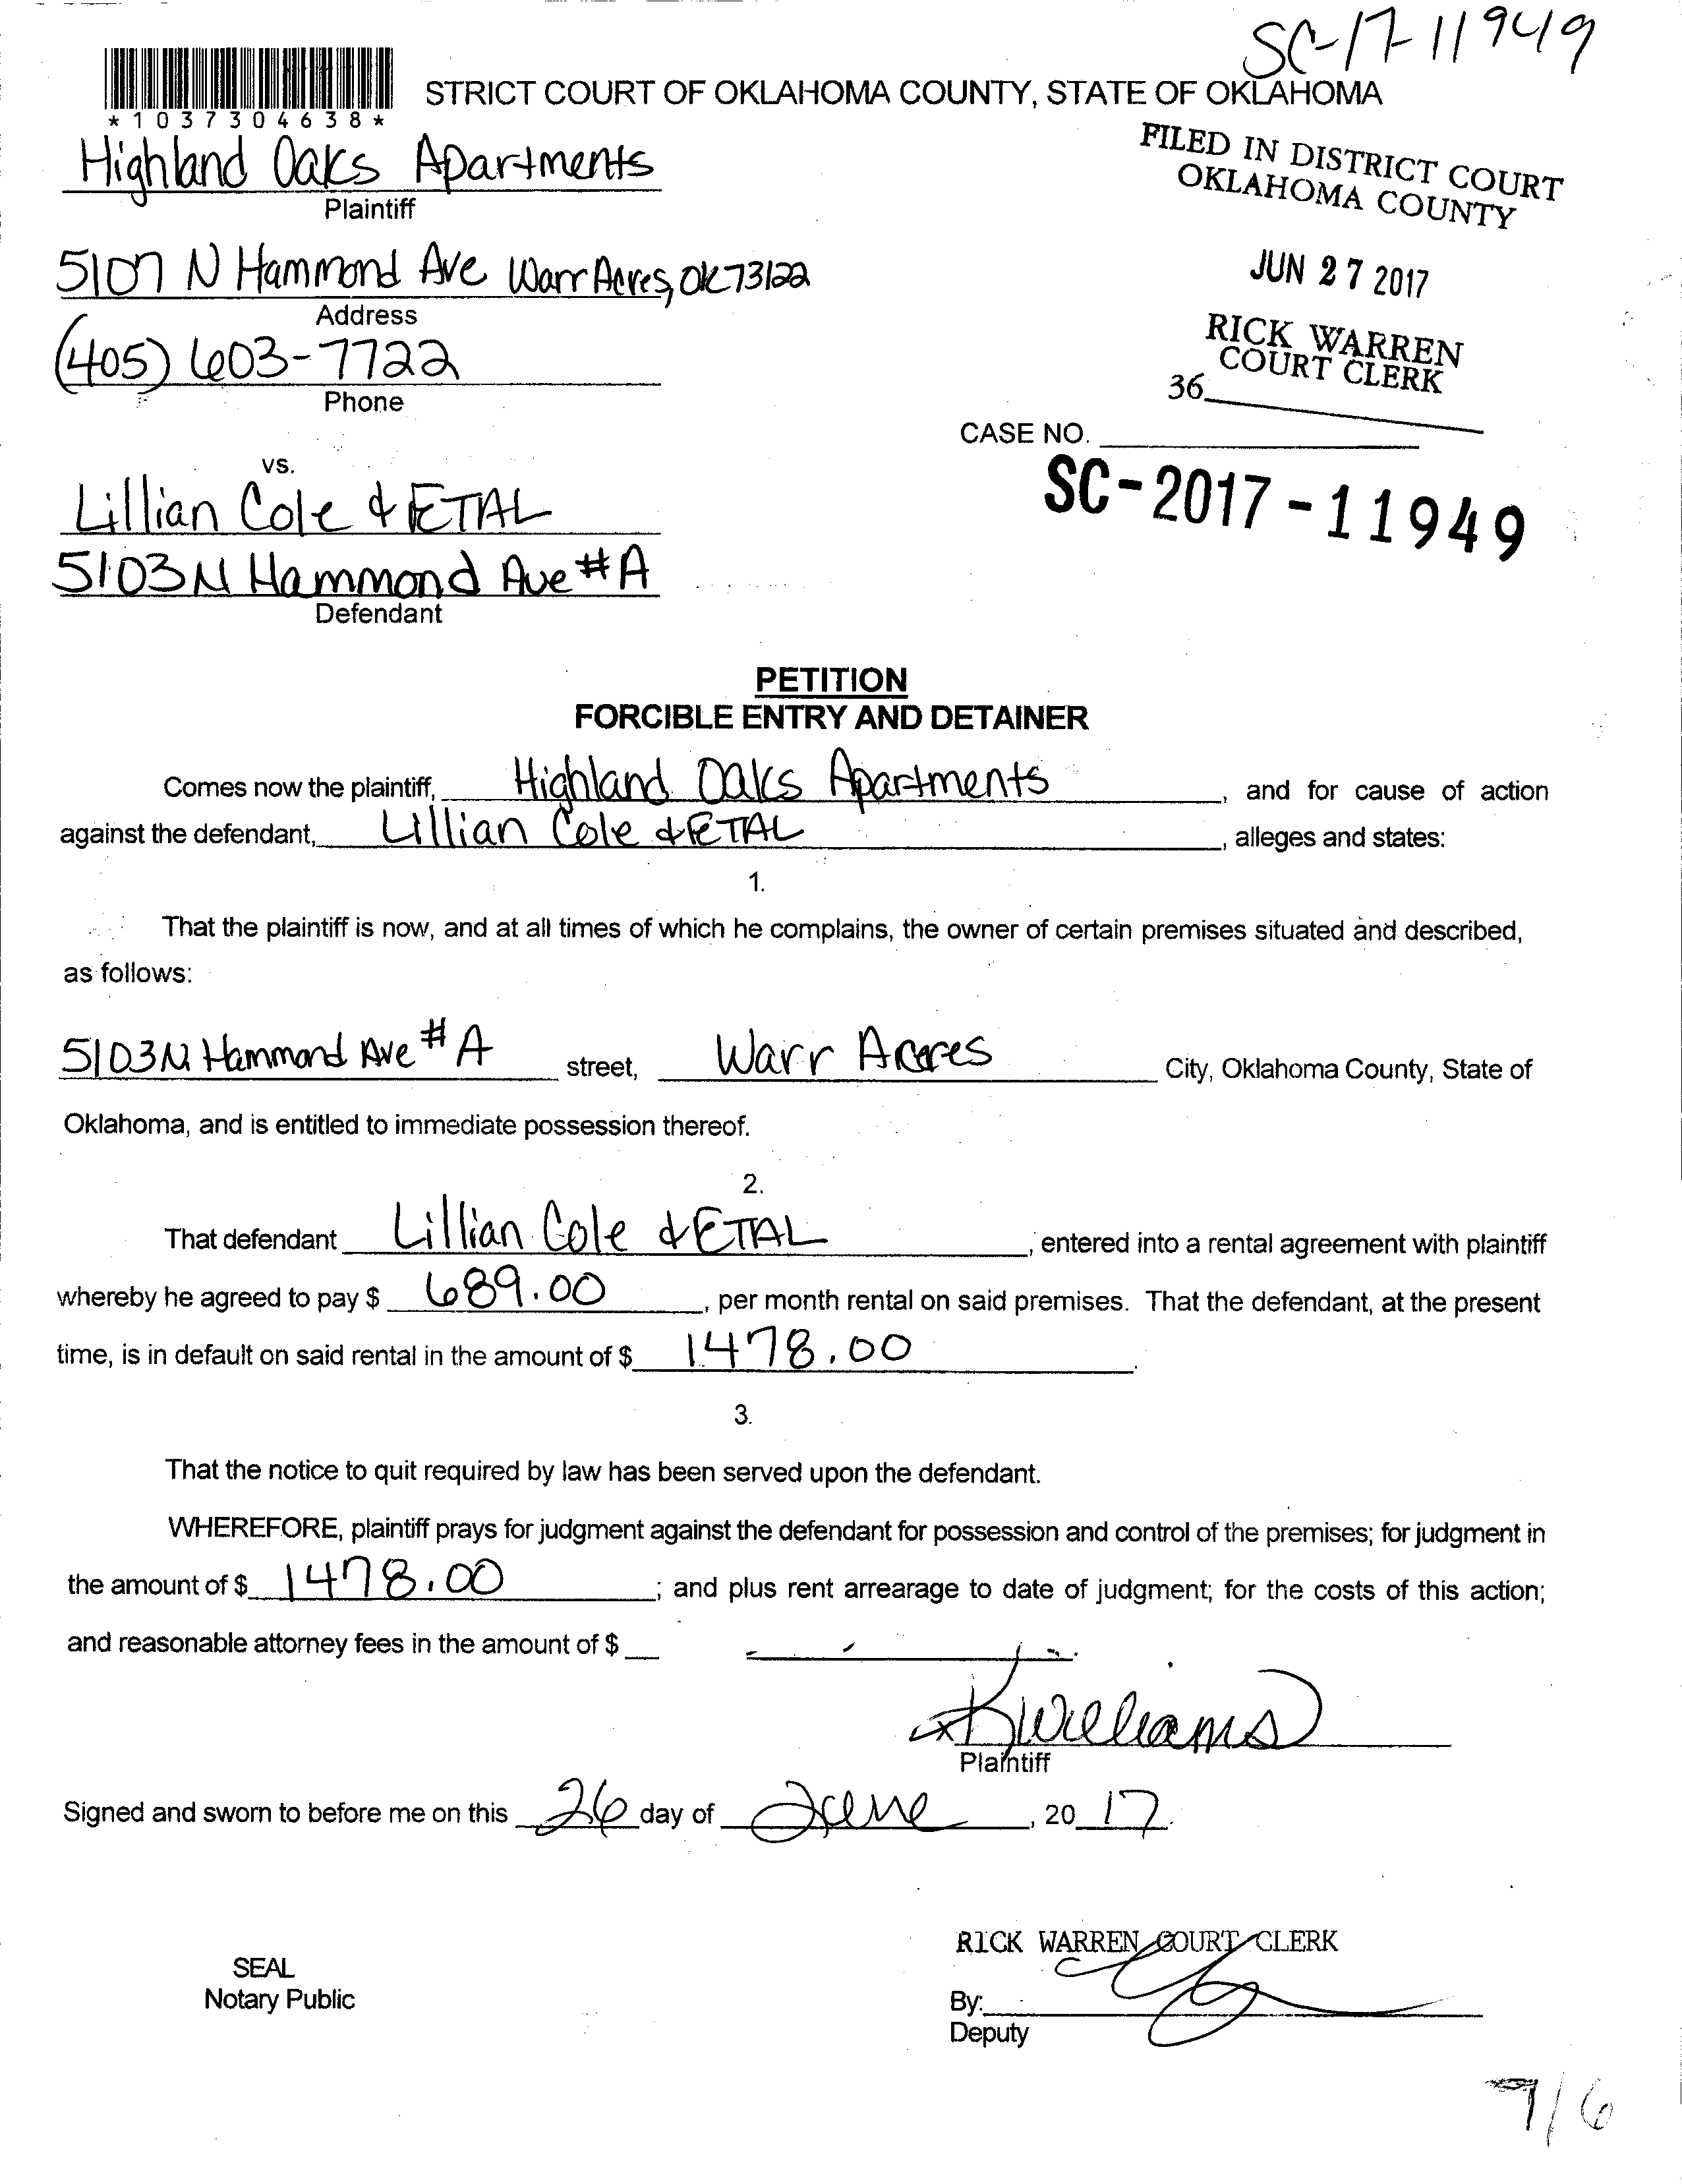 SC-17-11949
STRICT COURT OF OKLAHOMA COUNTY, STATE OF OKLAHOMA
*1037304638*
Highland Oaks Apartments
Plaintiff
FILED IN DISTRICT COURT
OKLAHOMA COUNTY
5107 N Hammond Ave Warr Acres, OK 73122
Address
JUN 27 2017
(405) 603-7722
Phone
RICK WARREN
COURT CLERK
36
CASE NO.
SC-2017-11949
vs.
Lillian Cole & ETAL
5103 N Hammond Ave #A
Defendant
PETITION
FORCIBLE ENTRY AND DETAINER
Comes now the plaintiff, Highland Oaks Apartments, and for cause of action
against the defendant, Lillian Cole & ETAL, alleges and states:
1.
That the plaintiff is now, and at all times of which he complains, the owner of certain premises situated and described,
as follows:
5103 N Hammond Ave #A street, Warr Acres City, Oklahoma County, State of
Oklahoma, and is entitled to immediate possession thereof.
2.
That defendant Lillian Cole & ETAL, entered into a rental agreement with plaintiff
whereby he agreed to pay $ 689.00, per month rental on said premises. That the defendant, at the present
time, is in default on said rental in the amount of $ 1478.00.
3.
That the notice to quit required by law has been served upon the defendant.
WHEREFORE, plaintiff prays for judgment against the defendant for possession and control of the premises; for judgment in
the amount of $ 1478.00; and plus rent arrearage to date of judgment; for the costs of this action;
and reasonable attorney fees in the amount of $
x KWilliams
Plaintiff
Signed and sworn to before me on this 26 day of June, 20 17.
RICK WARREN COURT CLERK
SEAL
Notary Public
By:
Deputy
9/6